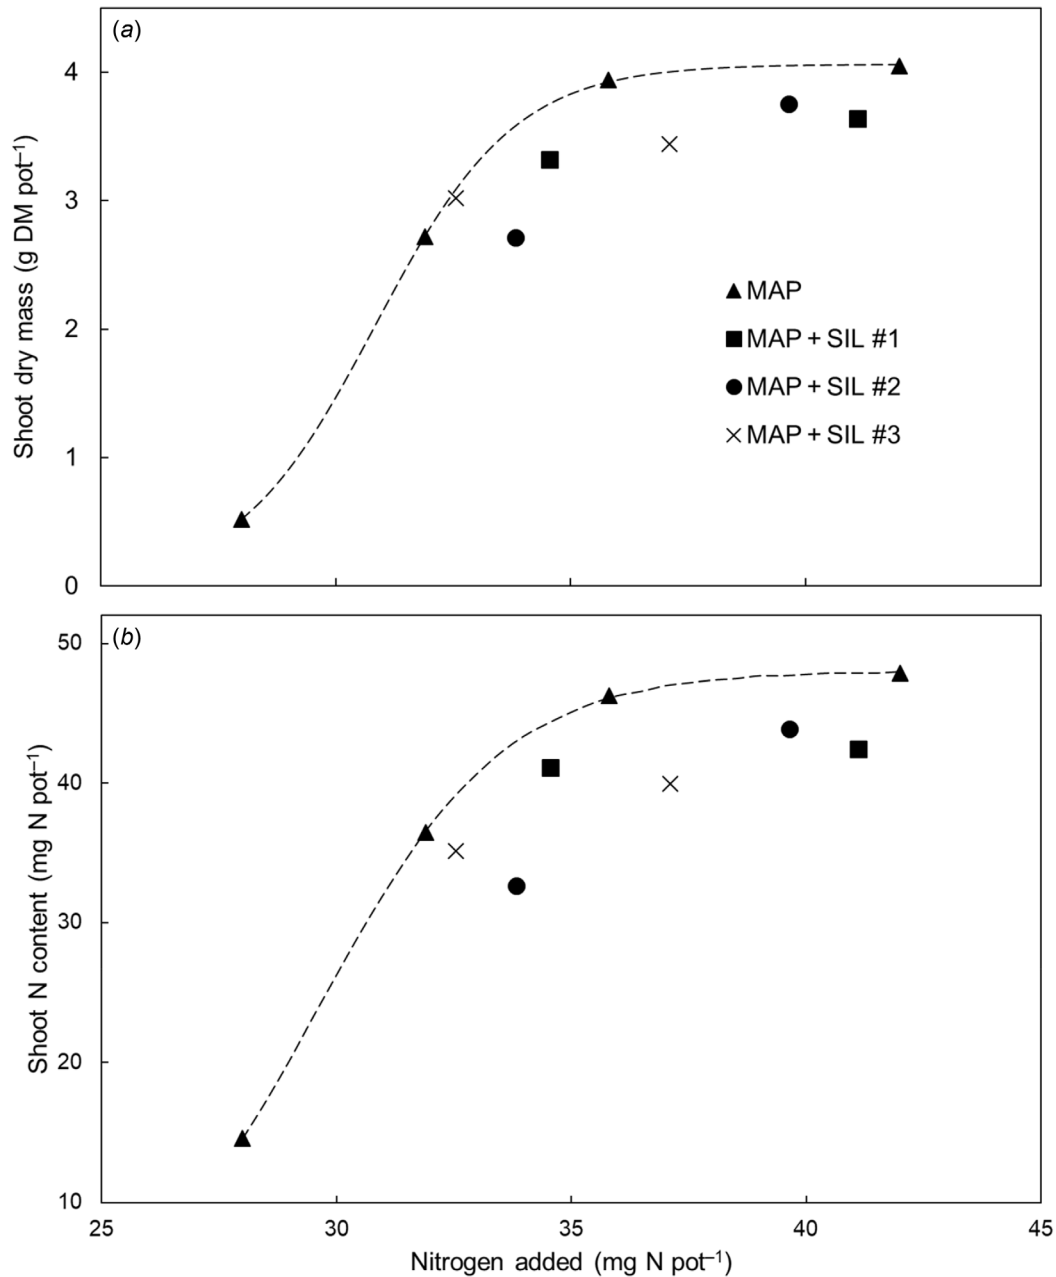 (a)
4
3
2
1
0
Shoot dry mass (g DM pot⁻¹)
MAP
MAP + SIL #1
MAP + SIL #2
MAP + SIL #3
(b)
50
40
30
20
10
Shoot N content (mg N pot⁻¹)
25 30 35 40 45
Nitrogen added (mg N pot⁻¹)